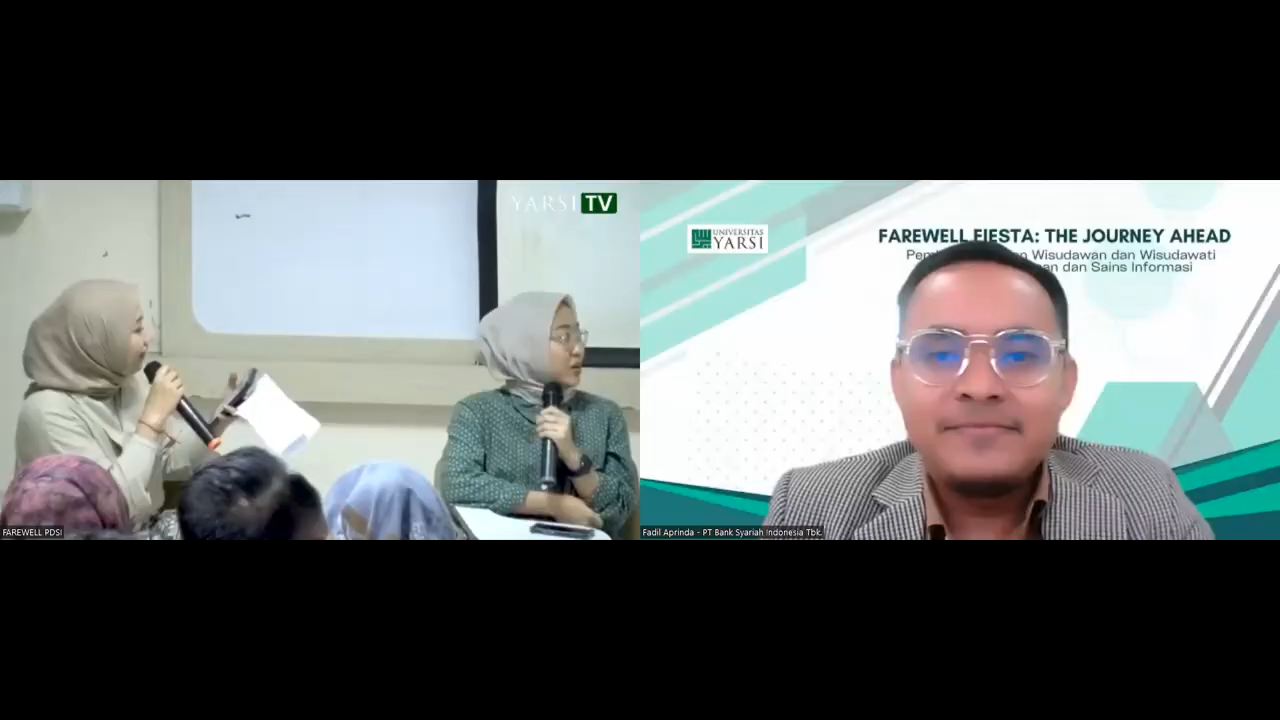 YARSI TV
FAREWELL PDSI
UNIVERSITAS
YARSI
FAREWELL FIESTA: THE JOURNEY AHEAD
Wisudawan dan Wisudawati
dan Sains Informasi
Fadil Aprinda - PT Bank Syariah Indonesia Tbk.